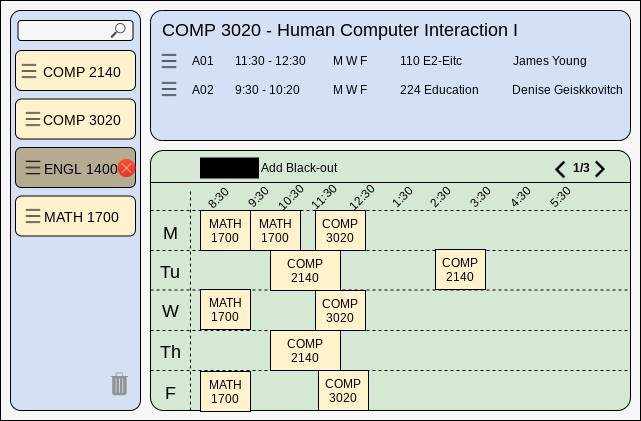 COMP 2140
COMP 3020
ENGL 1400
MATH 1700
COMP 3020 - Human Computer Interaction I
A01 11:30 - 12:30 M W F 110 E2-Eitc James Young
A02 9:30 - 10:20 M W F 224 Education Denise Geiskkovitch
Add Black-out 1/3
8:30 9:30 10:30 11:30 12:30 1:30 2:30 3:30 4:30 5:30
M
MATH
1700
MATH
1700
COMP
3020
Tu
COMP
2140
COMP
2140
W
MATH
1700
COMP
3020
Th
COMP
2140
F
MATH
1700
COMP
3020